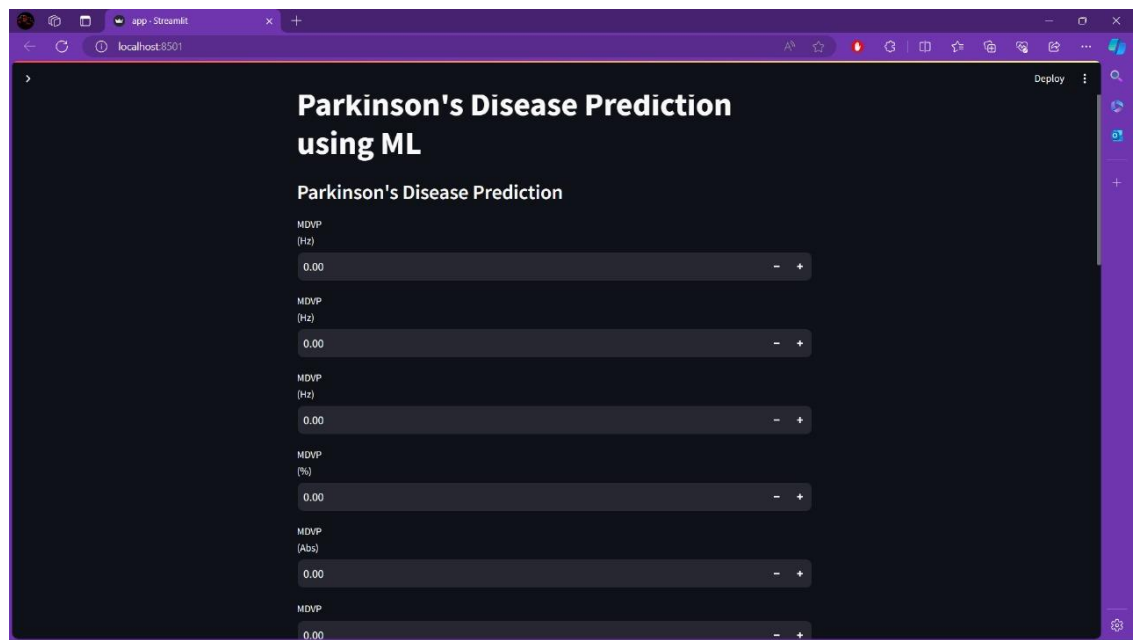 app · Streamlit
localhost:8501
Deploy
Parkinson's Disease Prediction
using ML
Parkinson's Disease Prediction
MDVP
(Hz)
0.00
MDVP
(Hz)
0.00
MDVP
(Hz)
0.00
MDVP
(%)
0.00
MDVP
(Abs)
0.00
MDVP
0.00